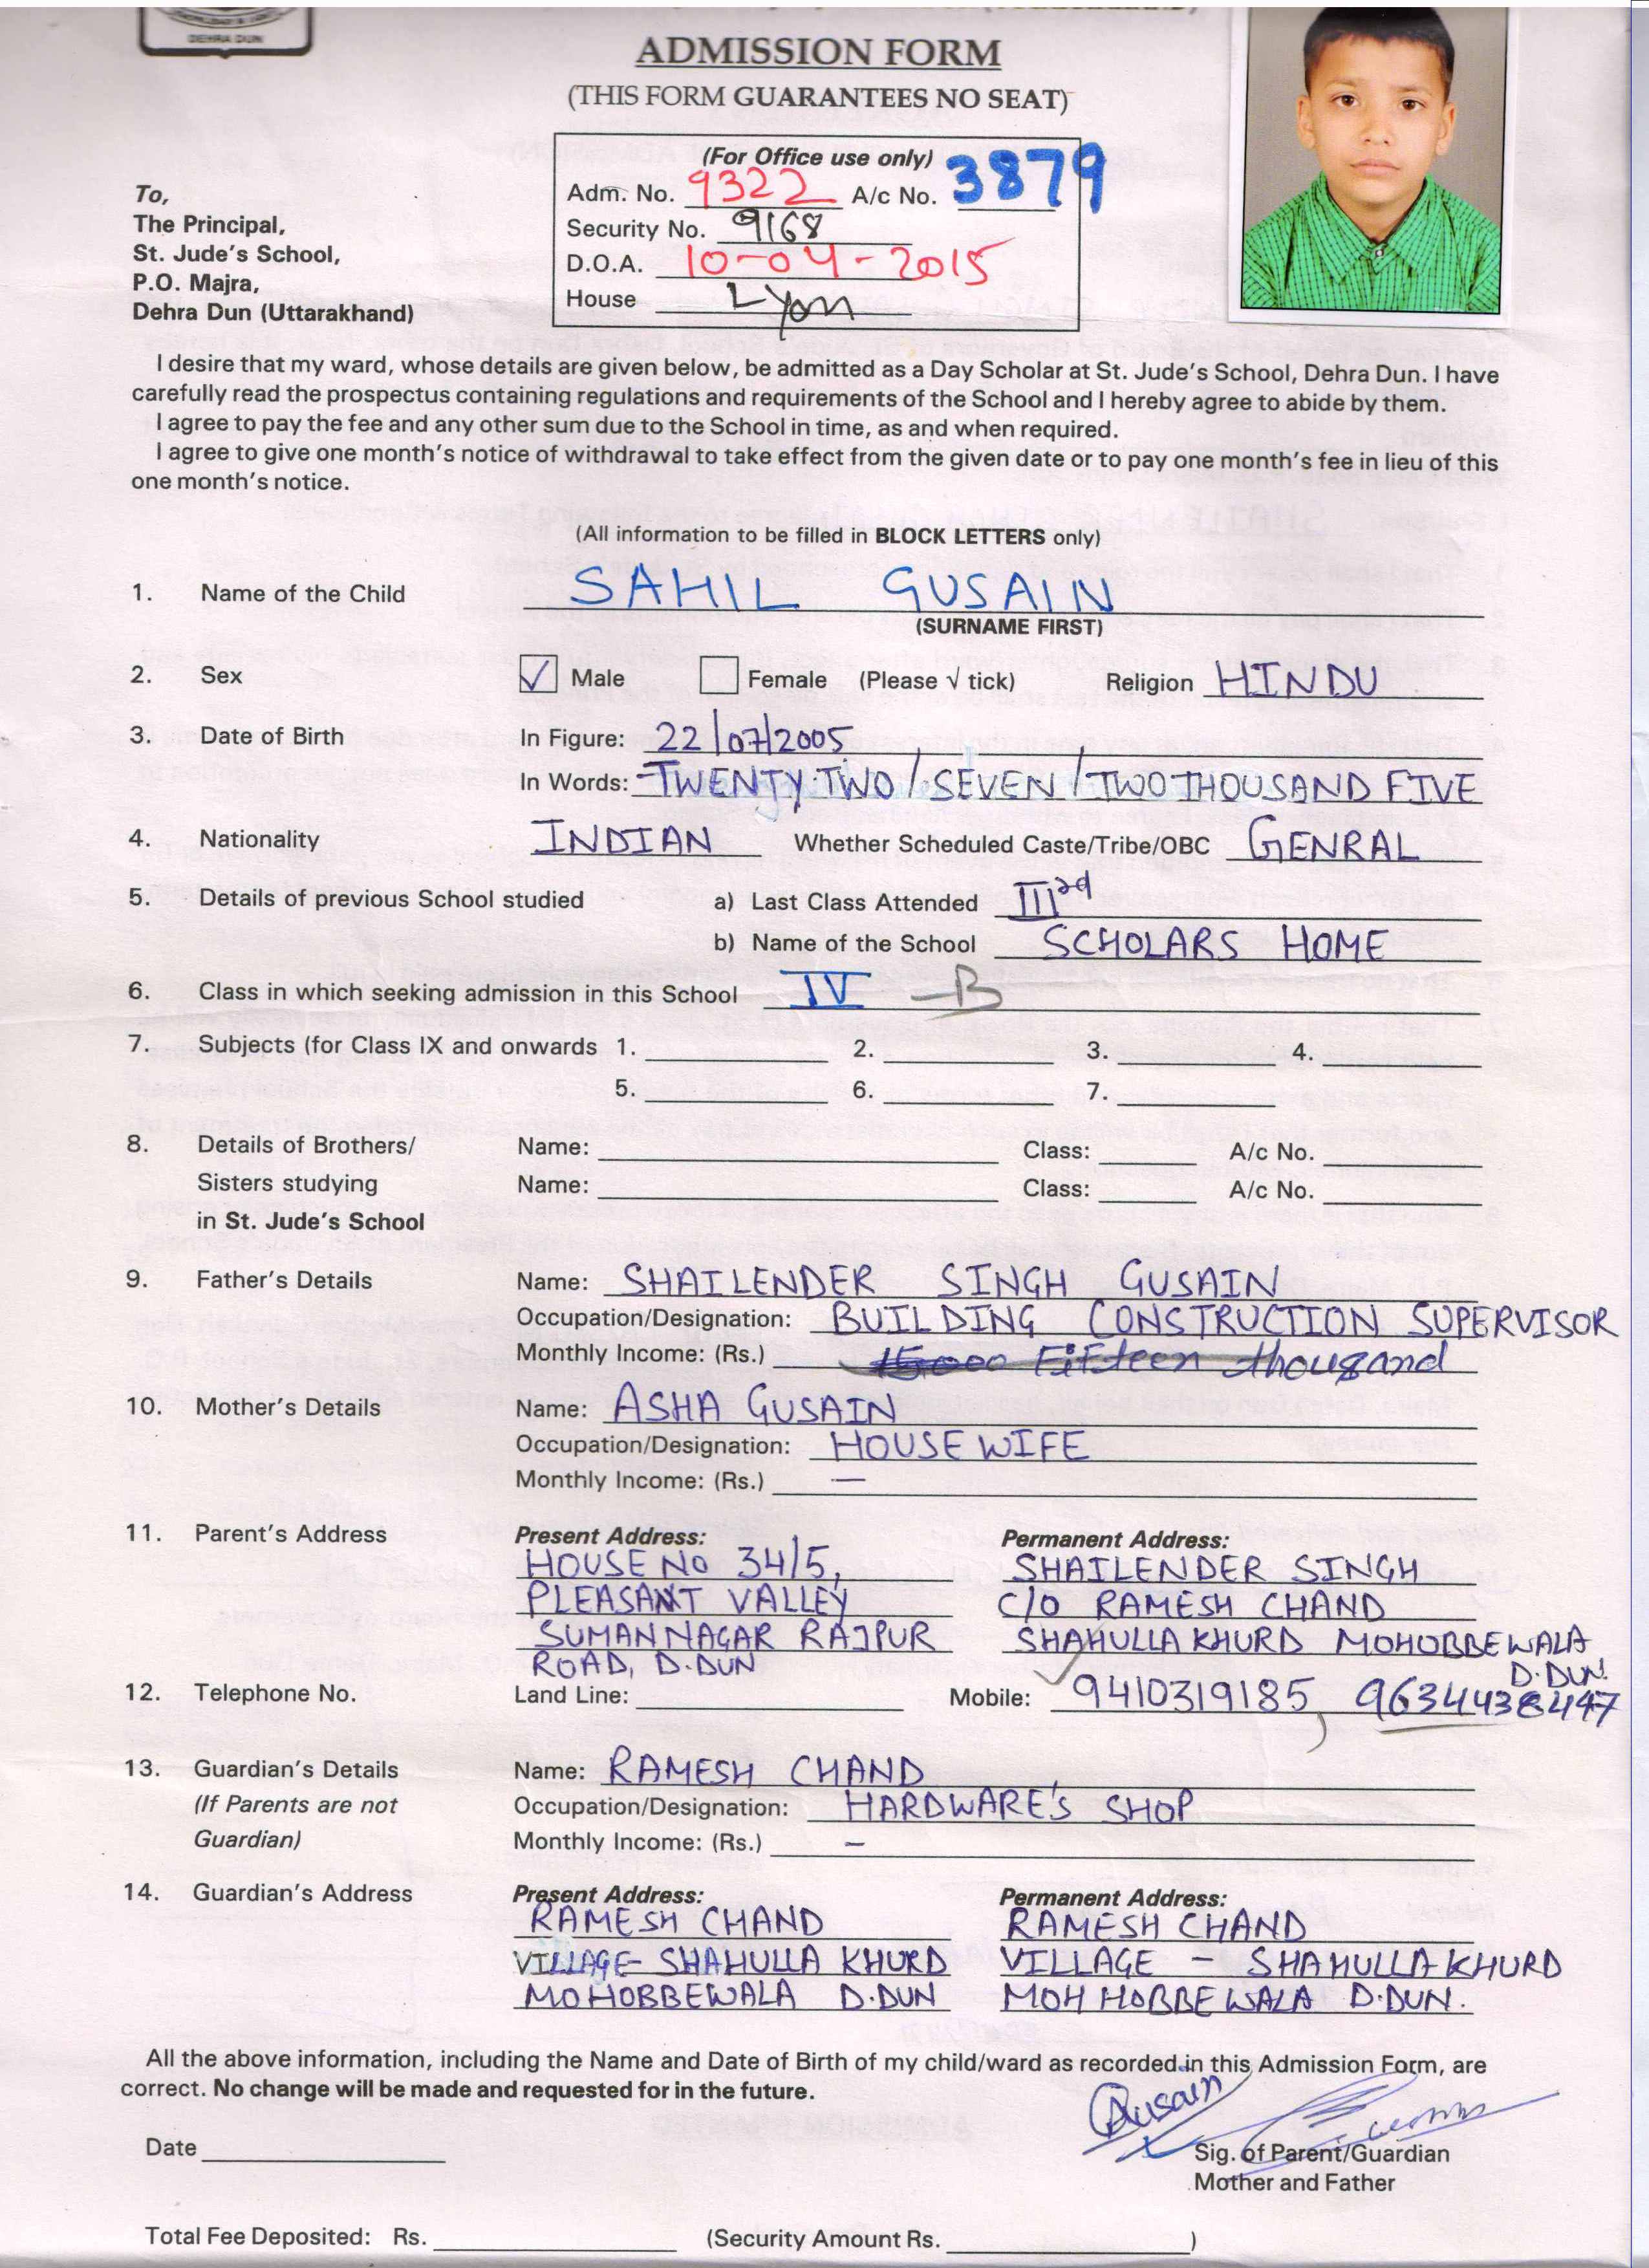 DEHRA DUN
ADMISSION FORM
(THIS FORM GUARANTEES NO SEAT)
(For Office use only)
Adm. No. 9322 A/c No. 3879
Security No. 9168
D.O.A. 10-04-2015
House Lyon
To,
The Principal,
St. Jude's School,
P.O. Majra,
Dehra Dun (Uttarakhand)
I desire that my ward, whose details are given below, be admitted as a Day Scholar at St. Jude's School, Dehra Dun. I have
carefully read the prospectus containing regulations and requirements of the School and I hereby agree to abide by them.
I agree to pay the fee and any other sum due to the School in time, as and when required.
I agree to give one month's notice of withdrawal to take effect from the given date or to pay one month's fee in lieu of this
one month's notice.
(All information to be filled in BLOCK LETTERS only)
1. Name of the Child SAHIL GUSAIN
(SURNAME FIRST)
2. Sex ✓ Male Female (Please √ tick) Religion HINDU
3. Date of Birth In Figure: 22/07/2005
In Words: TWENTY TWO / SEVEN / TWO THOUSAND FIVE
4. Nationality INDIAN Whether Scheduled Caste/Tribe/OBC GENRAL
5. Details of previous School studied a) Last Class Attended IIIrd
b) Name of the School SCHOLARS HOME
6. Class in which seeking admission in this School IV - B
7. Subjects (for Class IX and onwards 1. 2. 3. 4.
5. 6. 7.
8. Details of Brothers/ Name: Class: A/c No.
Sisters studying Name: Class: A/c No.
in St. Jude's School
9. Father's Details Name: SHAILENDER SINGH GUSAIN
Occupation/Designation: BUILDING CONSTRUCTION SUPERVISOR
Monthly Income: (Rs.) 15000 Fifteen thousand
10. Mother's Details Name: ASHA GUSAIN
Occupation/Designation: HOUSE WIFE
Monthly Income: (Rs.) —
11. Parent's Address Present Address: Permanent Address:
HOUSE No 34/5, SHAILENDER SINGH
PLEASANT VALLEY C/O RAMESH CHAND
SUMAN NAGAR RAJPUR SHAHULLA KHURD MOHOBBEWALA
ROAD, D.DUN D.DUN.
12. Telephone No. Land Line: Mobile: 9410319185, 9634438447
13. Guardian's Details Name: RAMESH CHAND
(If Parents are not Occupation/Designation: HARDWARE'S SHOP
Guardian) Monthly Income: (Rs.) –
14. Guardian's Address Present Address: Permanent Address:
RAMESH CHAND RAMESH CHAND
VILLAGE- SHAHULLA KHURD VILLAGE - SHAHULLA KHURD
MOHOBBEWALA D.DUN MOHHOBBEWALA D.DUN.
All the above information, including the Name and Date of Birth of my child/ward as recorded in this Admission Form, are
correct. No change will be made and requested for in the future.
Gusain
Date Sig. of Parent/Guardian
Mother and Father
Total Fee Deposited: Rs. (Security Amount Rs. )